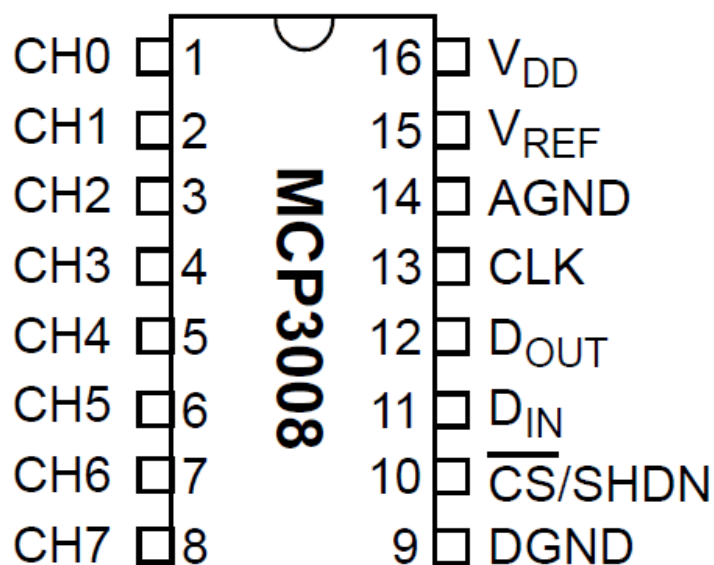 CH0 1 16 VDD
CH1 2 15 VREF
CH2 3 14 AGND
CH3 4 13 CLK
CH4 5 12 DOUT
CH5 6 11 DIN
CH6 7 10 CS/SHDN
CH7 8 9 DGND
MCP3008